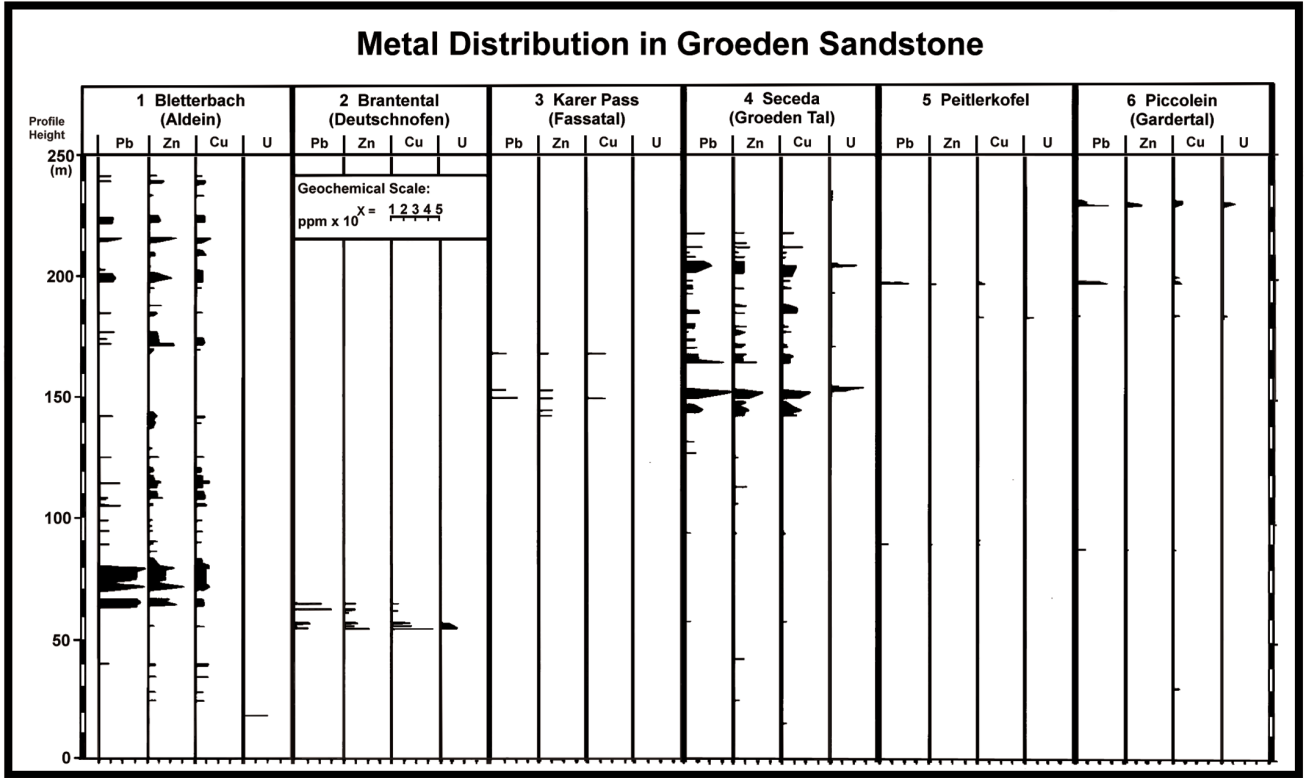 Metal Distribution in Groeden Sandstone
1 Bletterbach
(Aldein)
2 Brantental
(Deutschnofen)
3 Karer Pass
(Fassatal)
4 Seceda
(Groeden Tal)
5 Peitlerkofel
6 Piccolein
(Gardertal)
Profile
Height
Pb Zn Cu U Pb Zn Cu U Pb Zn Cu U Pb Zn Cu U Pb Zn Cu U Pb Zn Cu U
250
(m)
Geochemical Scale:
ppm x 10 X = 1 2 3 4 5
200
150
100
50
0